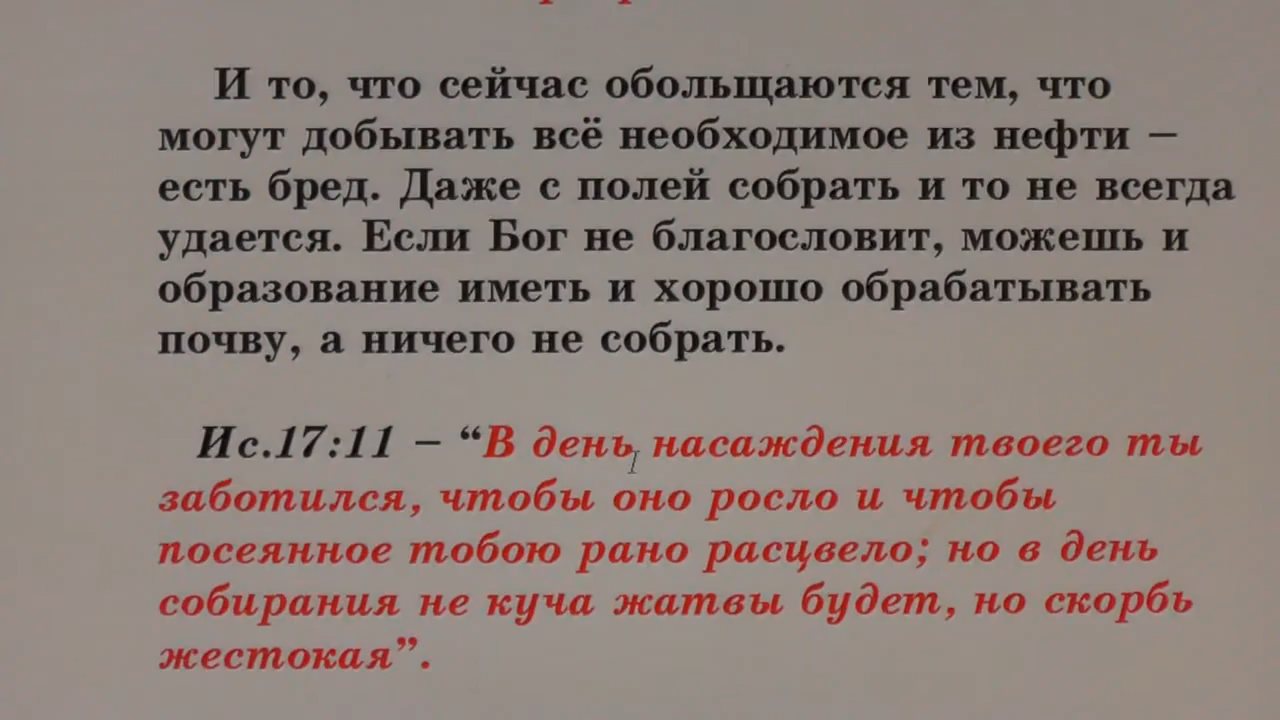 И то, что сейчас обольщаются тем, что
могут добывать всё необходимое из нефти –
есть бред. Даже с полей собрать и то не всегда
удается. Если Бог не благословит, можешь и
образование иметь и хорошо обрабатывать
почву, а ничего не собрать.
Ис.17:11 – “В день насаждения твоего ты
заботился, чтобы оно росло и чтобы
посеянное тобою рано расцвело; но в день
собирания не куча жатвы будет, но скорбь
жестокая”.